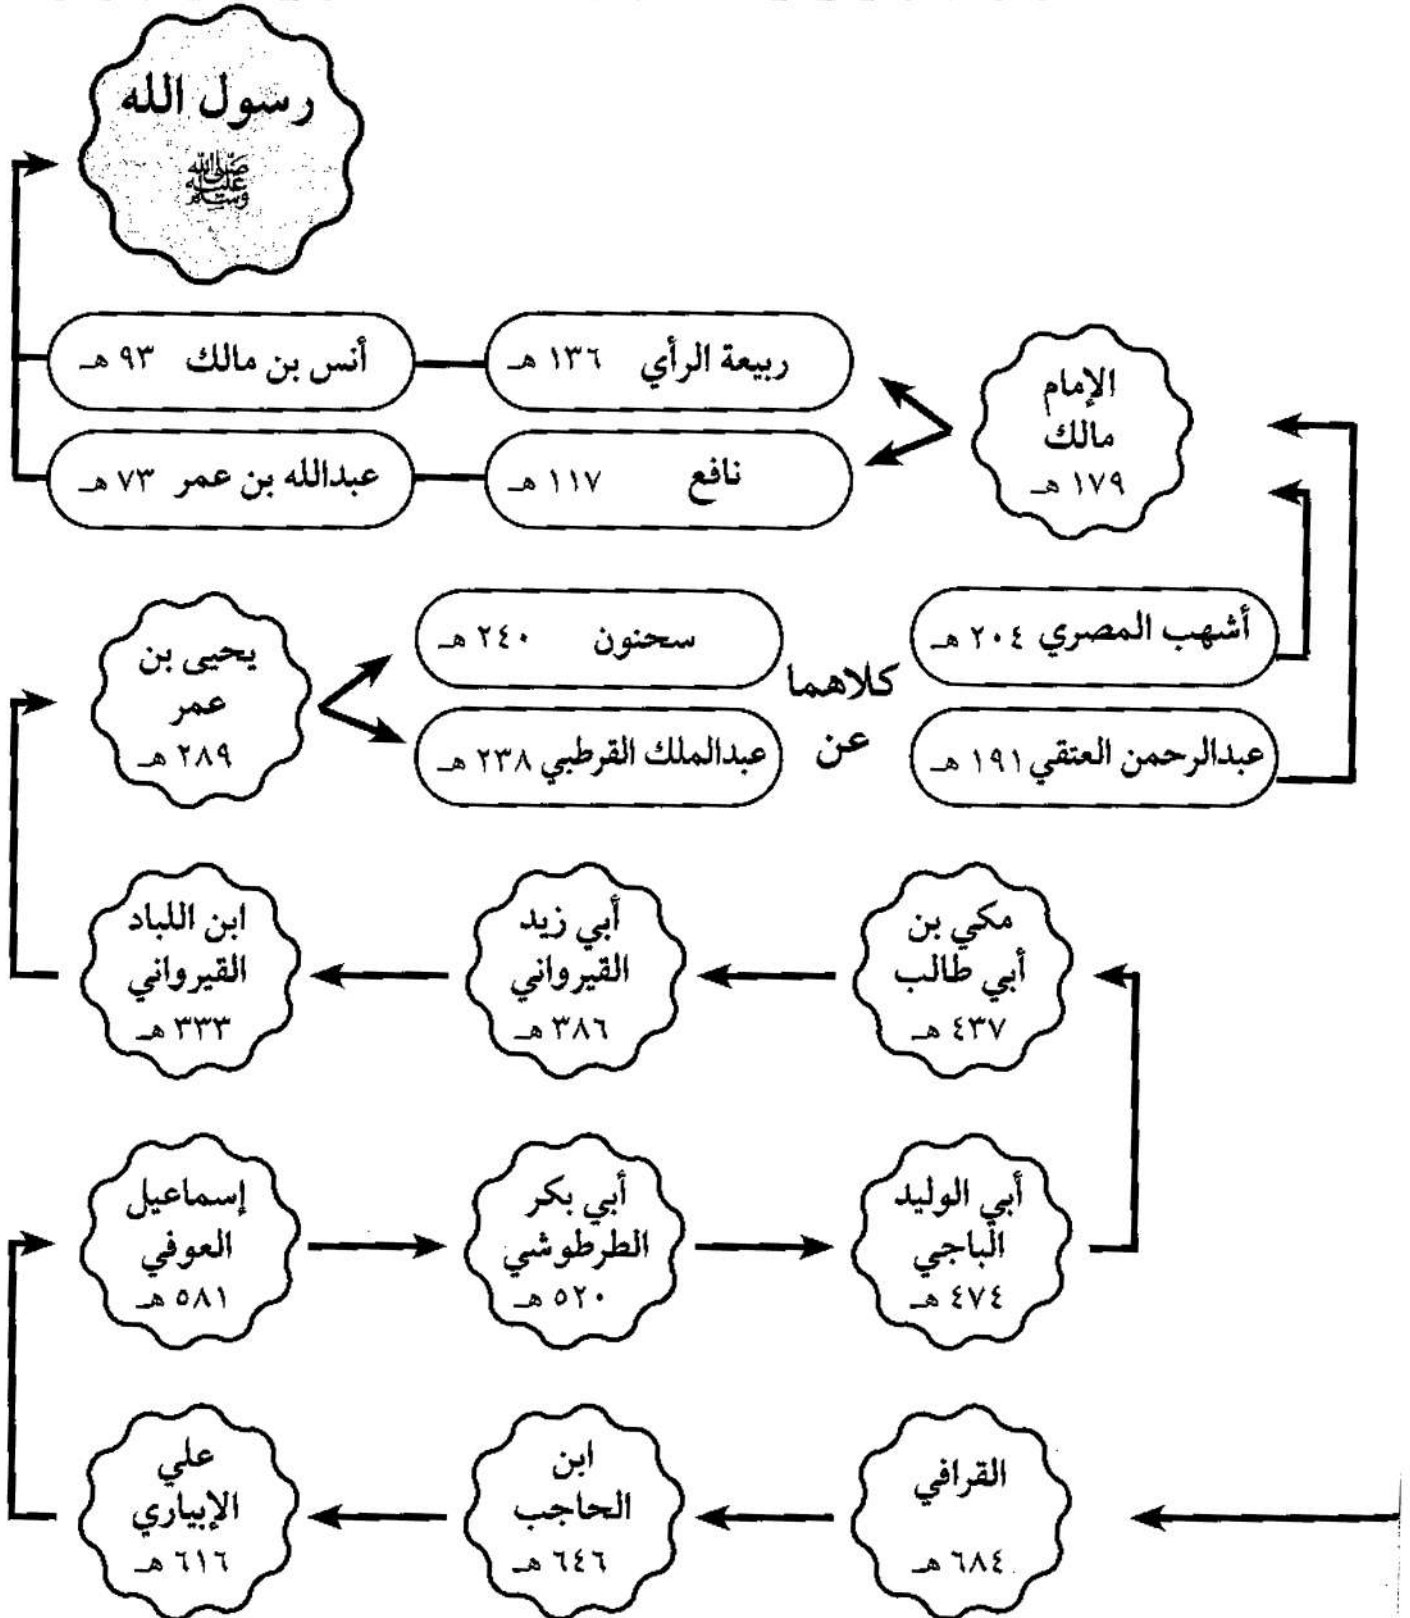 رسول الله
صلى الله
عليه
وسلم
الإمام
مالك
١٧٩ هـ
ربيعة الرأي ١٣٦ هـ
أنس بن مالك ٩٣ هـ
نافع ١١٧ هـ
عبدالله بن عمر ٧٣ هـ
أشهب المصري ٢٠٤ هـ
عبدالرحمن العتقي ١٩١ هـ
كلاهما
عن
سحنون ٢٤٠ هـ
عبدالملك القرطبي ٢٣٨ هـ
يحيى بن
عمر
٢٨٩ هـ
مكي بن
أبي طالب
٤٣٧ هـ
أبي زيد
القيرواني
٣٨٦ هـ
ابن اللباد
القيرواني
٣٣٣ هـ
أبي الوليد
الباجي
٤٧٤ هـ
أبي بكر
الطرطوشي
٥٢٠ هـ
إسماعيل
العوفي
٥٨١ هـ
القرافي
٦٨٤ هـ
ابن
الحاجب
٦٤٦ هـ
علي
الإبياري
٦١٦ هـ